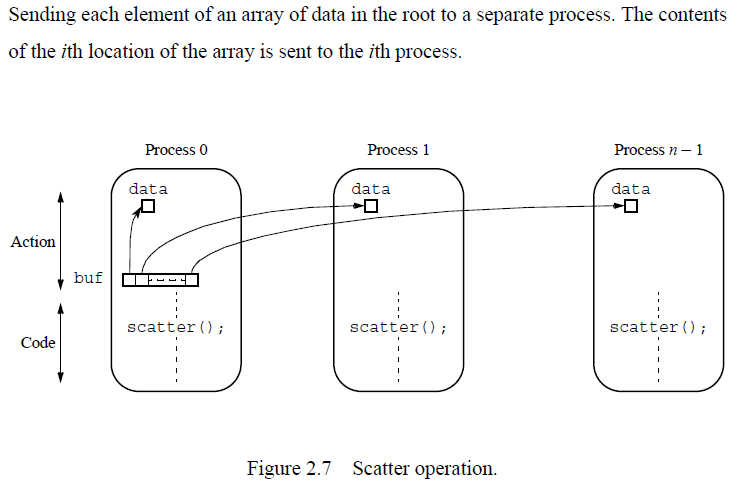 Sending each element of an array of data in the root to a separate process. The contents
of the ith location of the array is sent to the ith process.
Process 0
Process 1
Process n – 1
data
data
data
Action
buf
scatter();
scatter();
scatter();
Code
Figure 2.7 Scatter operation.